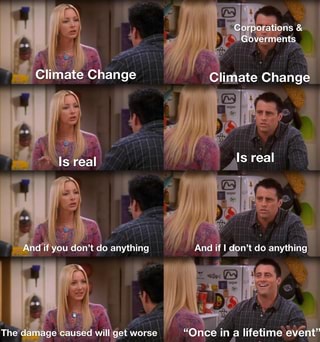 Climate Change
Corporations &
Goverments
Climate Change
Is real
Is real
And if you don't do anything
And if I don't do anything
The damage caused will get worse
“Once in a lifetime event”